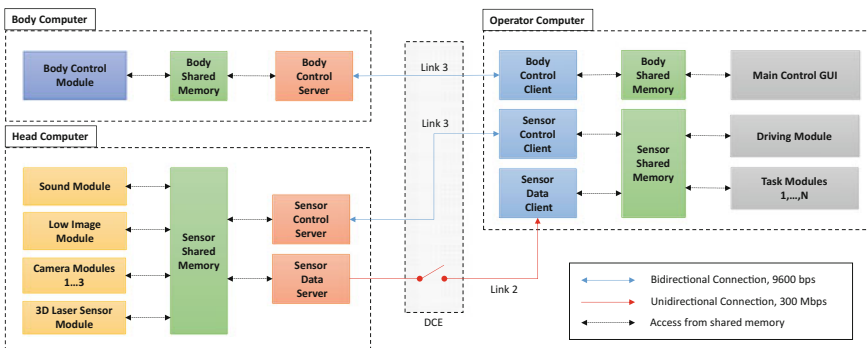 Body Computer
Body Control
Module
Body
Shared
Memory
Body
Control
Server
Head Computer
Sound Module
Low Image
Module
Camera Modules
1...3
3D Laser Sensor
Module
Sensor
Shared
Memory
Sensor
Control
Server
Sensor
Data
Server
Link 3
Link 3
Link 2
DCE
Operator Computer
Body
Control
Client
Body
Shared
Memory
Main Control GUI
Sensor
Control
Client
Sensor
Data
Client
Sensor
Shared
Memory
Driving Module
Task Modules
1,...,N
Bidirectional Connection, 9600 bps
Unidirectional Connection, 300 Mbps
Access from shared memory